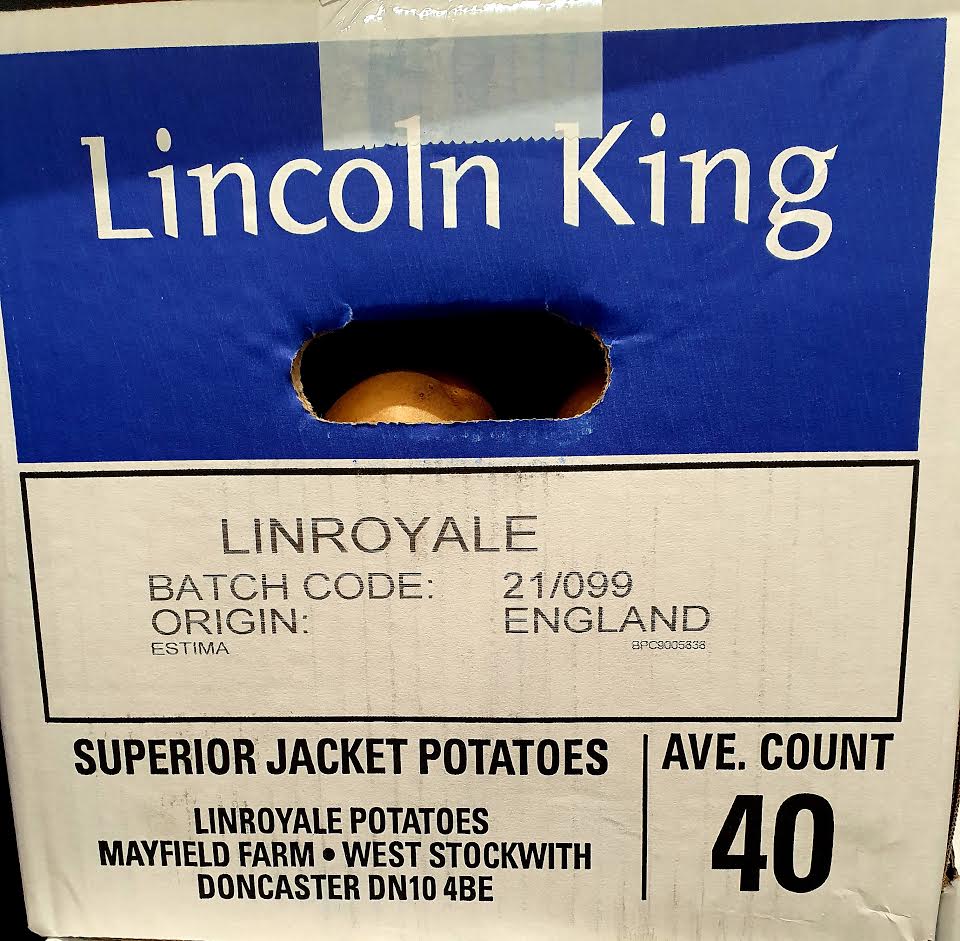 Lincoln King
LINROYALE
BATCH CODE: 21/099
ORIGIN: ENGLAND
ESTIMA
SUPERIOR JACKET POTATOES
AVE. COUNT
40
LINROYALE POTATOES
MAYFIELD FARM • WEST STOCKWITH
DONCASTER DN10 4BE